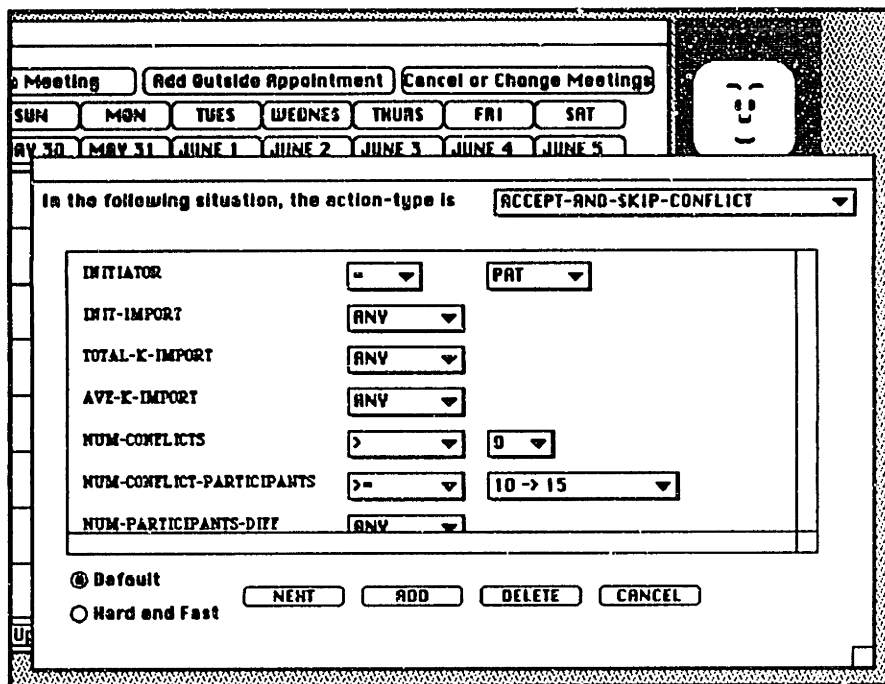 Meeting Add Outside Appointment Cancel or Change Meetings
SUN MON TUES WEDNES THURS FRI SAT
AY 30 MAY 31 JUNE 1 JUNE 2 JUNE 3 JUNE 4 JUNE 5
In the following situation, the action-type is ACCEPT-AND-SKIP-CONFLICT
INITIATOR = PAT
INIT-IMPORT ANY
TOTAL-K-IMPORT ANY
AVE-K-IMPORT ANY
NUM-CONFLICTS > 0
NUM-CONFLICT-PARTICIPANTS >= 10 -> 15
NUM-PARTICIPANTS-DIFF ANY
Default
Hard and Fast
NEXT ADD DELETE CANCEL
Up